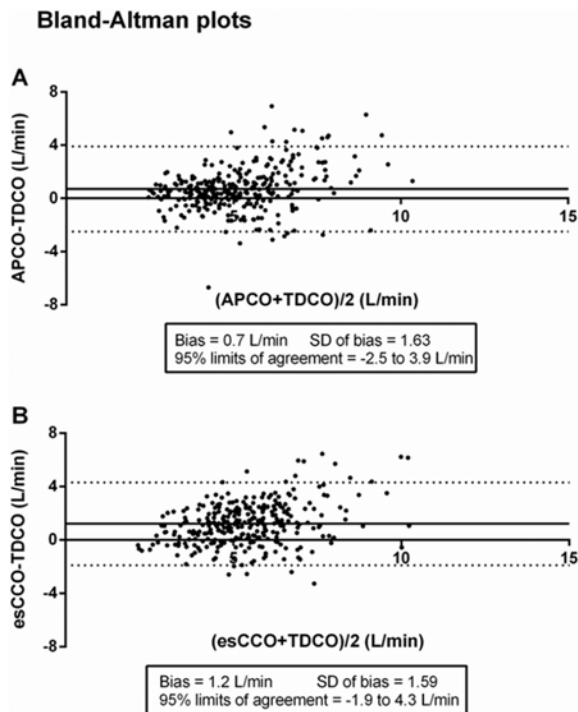 Bland-Altman plots
A
APCO-TDCO (L/min)
8
4
0
-4
-8
5
10
15
(APCO+TDCO)/2 (L/min)
Bias = 0.7 L/min SD of bias = 1.63
95% limits of agreement = -2.5 to 3.9 L/min
B
esCCO-TDCO (L/min)
8
4
0
-4
-8
5
10
15
(esCCO+TDCO)/2 (L/min)
Bias = 1.2 L/min SD of bias = 1.59
95% limits of agreement = -1.9 to 4.3 L/min